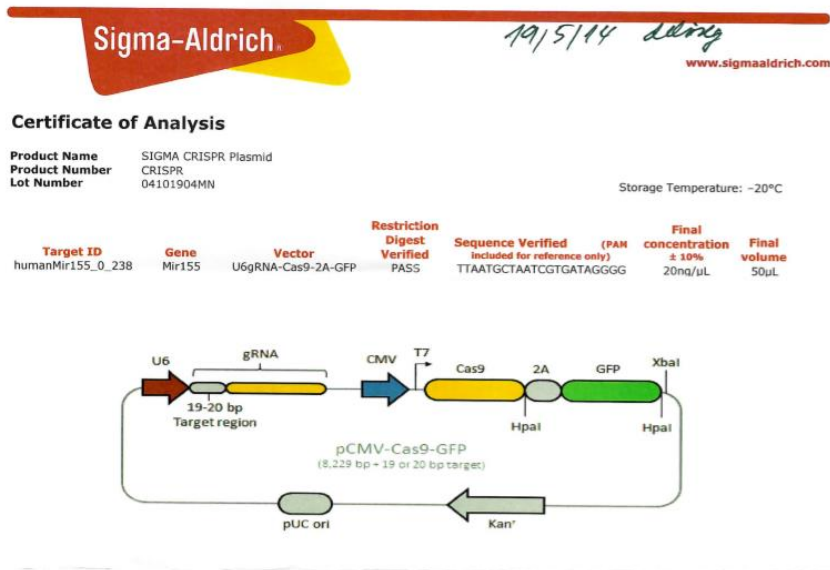 Sigma-Aldrich®
19/5/14
www.sigmaaldrich.com
Certificate of Analysis
Product Name SIGMA CRISPR Plasmid
Product Number CRISPR
Lot Number 04101904MN
Storage Temperature: –20°C
Target ID Gene Vector Restriction Digest Verified Sequence Verified (PAM included for reference only) Final concentration ± 10% Final volume
humanMir155_0_238 Mir155 U6gRNA-Cas9-2A-GFP PASS TTAATGCTAATCGTGATAGGGG 20ng/µL 50µL
U6 gRNA CMV T7 Cas9 2A GFP XbaI
19-20 bp
Target region
HpaI HpaI
pCMV-Cas9-GFP
(8,229 bp + 19 or 20 bp target)
pUC ori Kanʳ